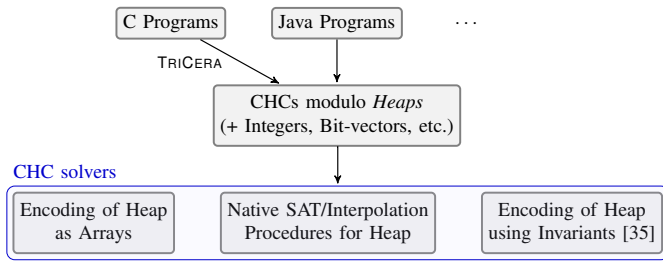 C Programs
Java Programs
...
TRICERA
CHCs modulo Heaps
(+ Integers, Bit-vectors, etc.)
CHC solvers
Encoding of Heap
as Arrays
Native SAT/Interpolation
Procedures for Heap
Encoding of Heap
using Invariants [35]